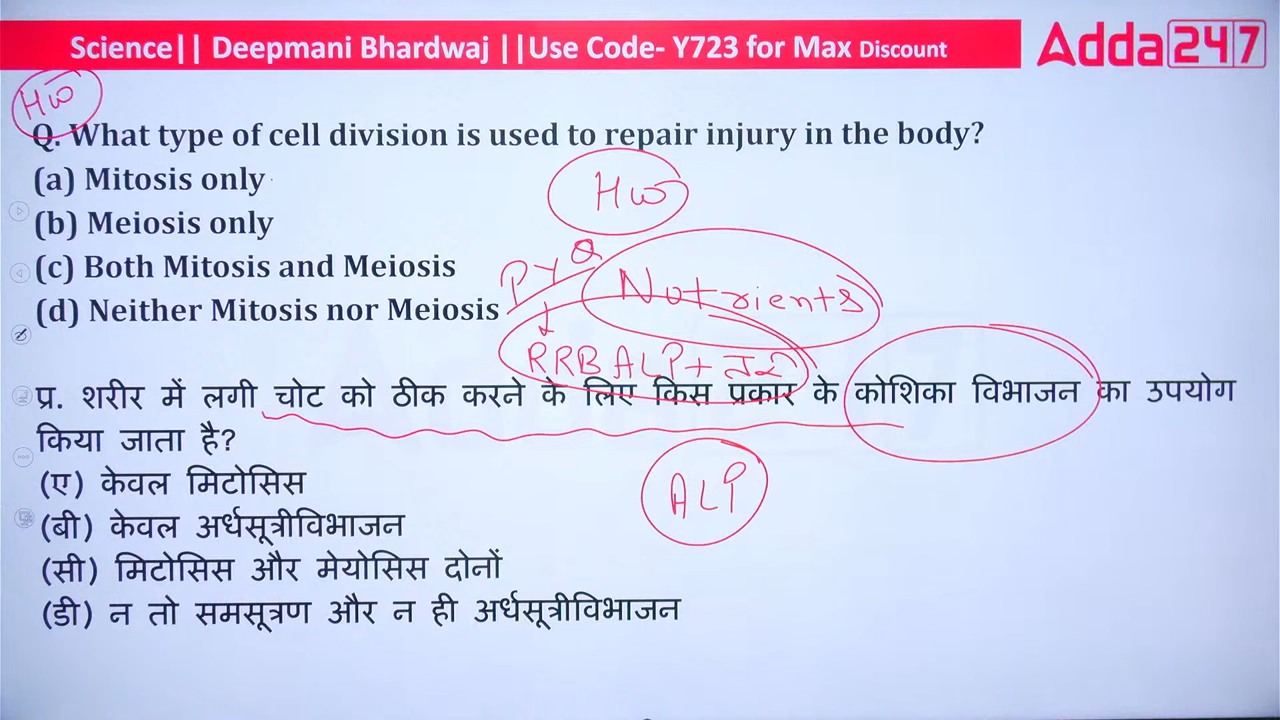 Science|| Deepmani Bhardwaj ||Use Code- Y723 for Max Discount
Adda247
HW
Q. What type of cell division is used to repair injury in the body?
(a) Mitosis only
HW
(b) Meiosis only
PYQ
(c) Both Mitosis and Meiosis
Nutrients
(d) Neither Mitosis nor Meiosis
RRB ALP +
प्र. शरीर में लगी चोट को ठीक करने के लिए किस प्रकार के कोशिका विभाजन का उपयोग
किया जाता है?
(ए) केवल मिटोसिस
ALP
(बी) केवल अर्धसूत्रीविभाजन
(सी) मिटोसिस और मेयोसिस दोनों
(डी) न तो समसूत्रण और न ही अर्धसूत्रीविभाजन